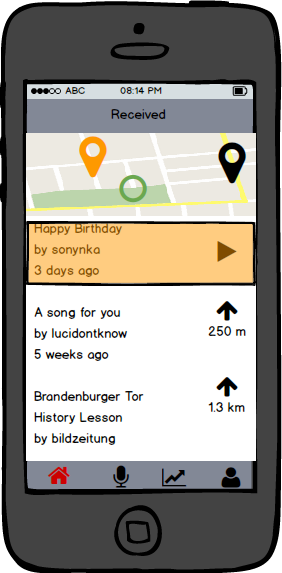 ABC 08:14 PM
Received
Happy Birthday
by sonynka
3 days ago
A song for you
by lucidontknow
5 weeks ago
250 m
Brandenburger Tor
History Lesson
by bildzeitung
1.3 km